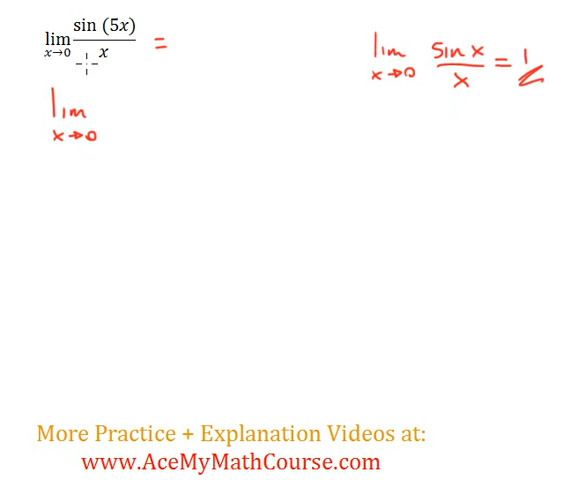 lim x→0 sin (5x) / x =
lim x→0 sin x / x = 1
lim x→0
More Practice + Explanation Videos at:
www.AceMyMathCourse.com